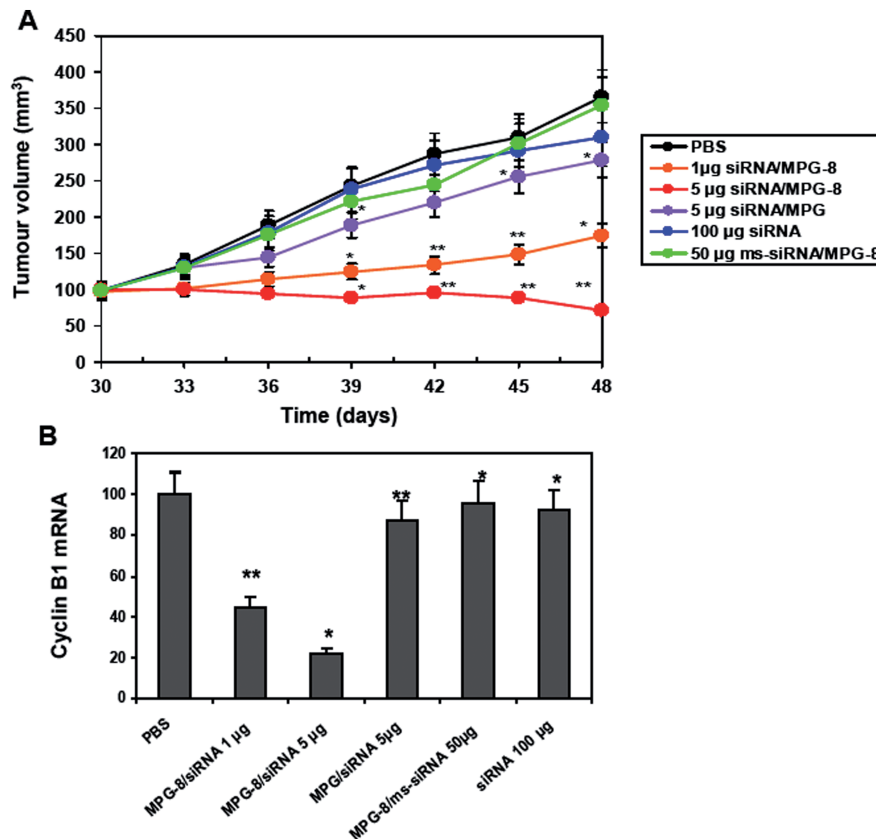 A
Tumour volume (mm³)
450
400
350
300
250
200
150
100
50
0
30 33 36 39 42 45 48
Time (days)
* * * * * * ** ** ** ** * **
PBS
1µg siRNA/MPG-8
5 µg siRNA/MPG-8
5 µg siRNA/MPG
100 µg siRNA
50 µg ms-siRNA/MPG-8
B
Cyclin B1 mRNA
120
100
80
60
40
20
0
** * ** * *
PBS
MPG-8/siRNA 1 µg
MPG-8/siRNA 5 µg
MPG/siRNA 5µg
MPG-8/ms-siRNA 50µg
siRNA 100 µg